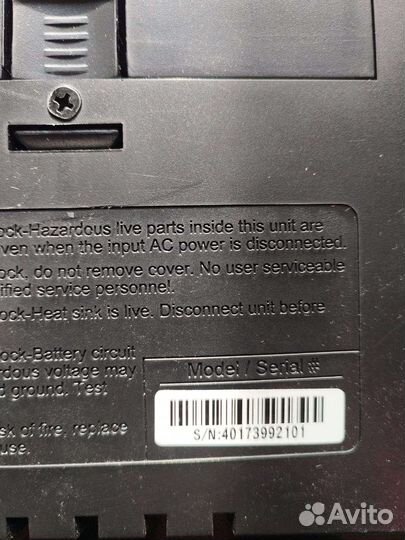 ock-Hazardous live parts inside this unit are
ven when the input AC power is disconnected.
ock, do not remove cover. No user serviceable
ified service personnel.
ock-Heat sink is live. Disconnect unit before
ock-Battery circuit
rdous voltage may
d ground. Test
sk of fire, replace
use.
Model / Serial #
S/N:40173992101
Avito